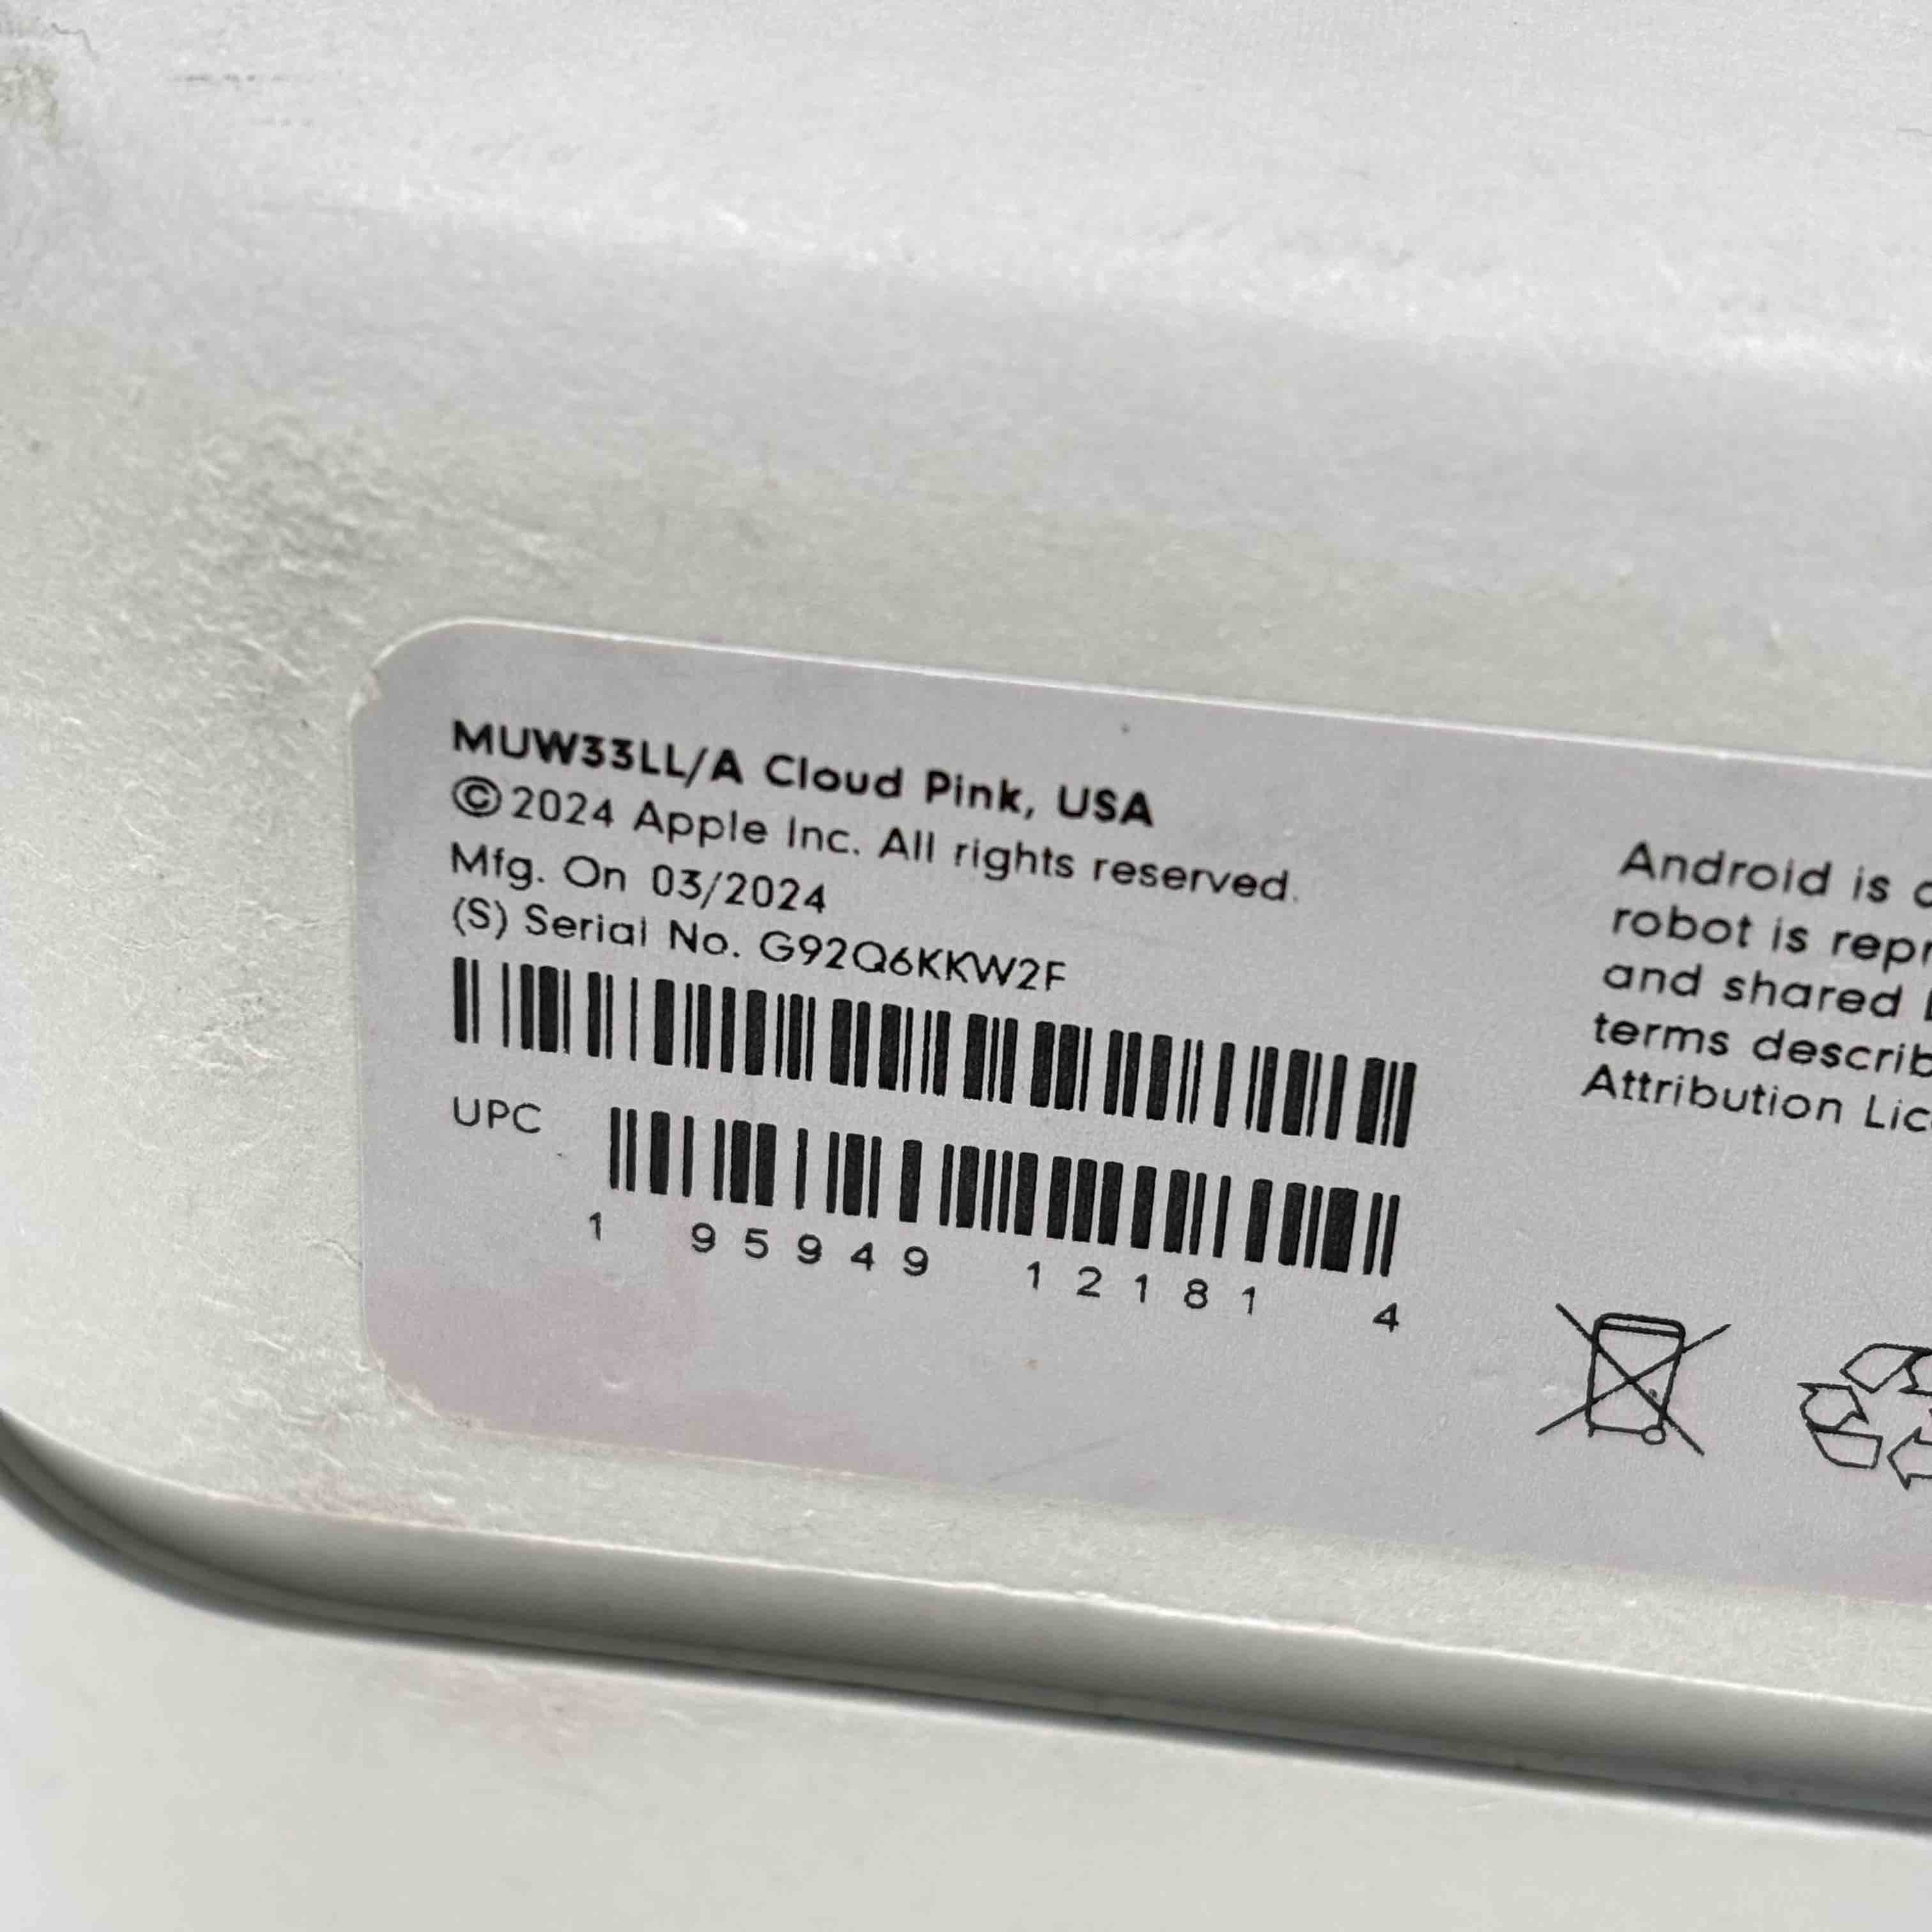 MUW33LL/A Cloud Pink, USA
©2024 Apple Inc. All rights reserved.
Mfg. On 03/2024
(S) Serial No. G92Q6KKW2F
UPC
1 95949 12181 4
Android is
robot is
and shared
terms
Attribution